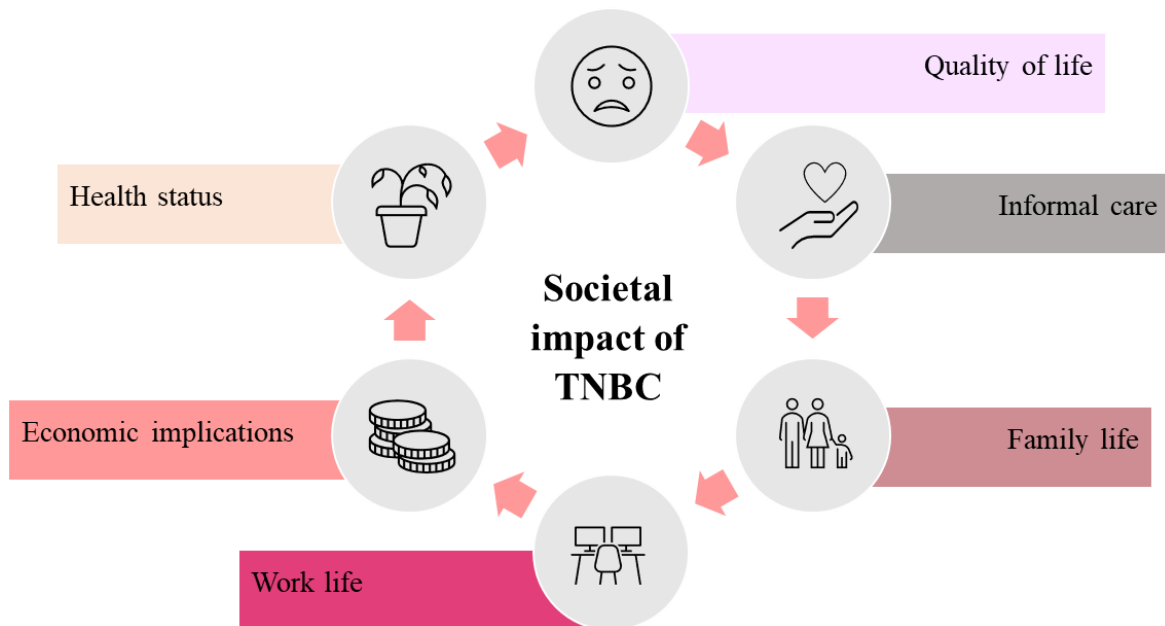 Quality of life
Health status
Informal care
Societal
impact of
TNBC
Economic implications
Family life
Work life